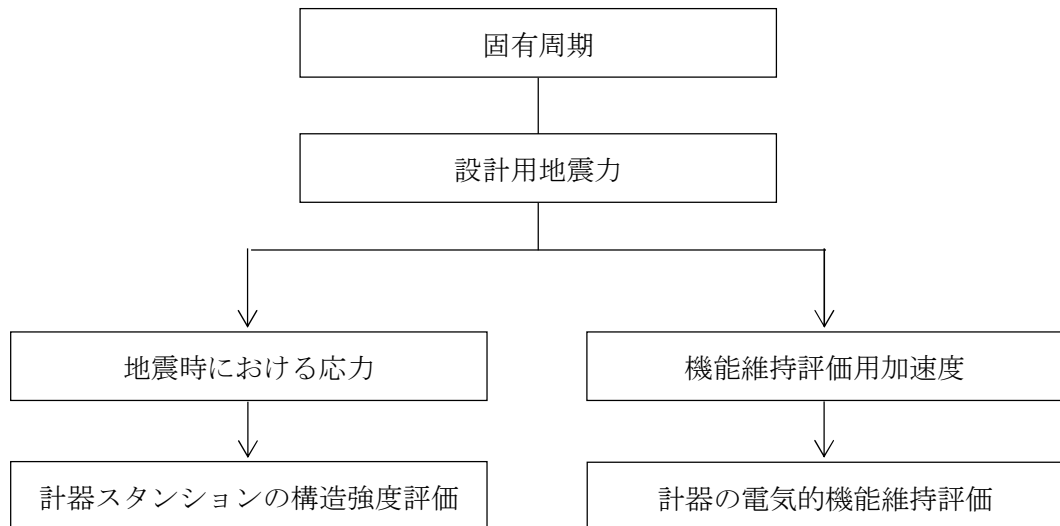 固有周期
設計用地震力
地震時における応力
機能維持評価用加速度
計器スタンションの構造強度評価
計器の電気的機能維持評価